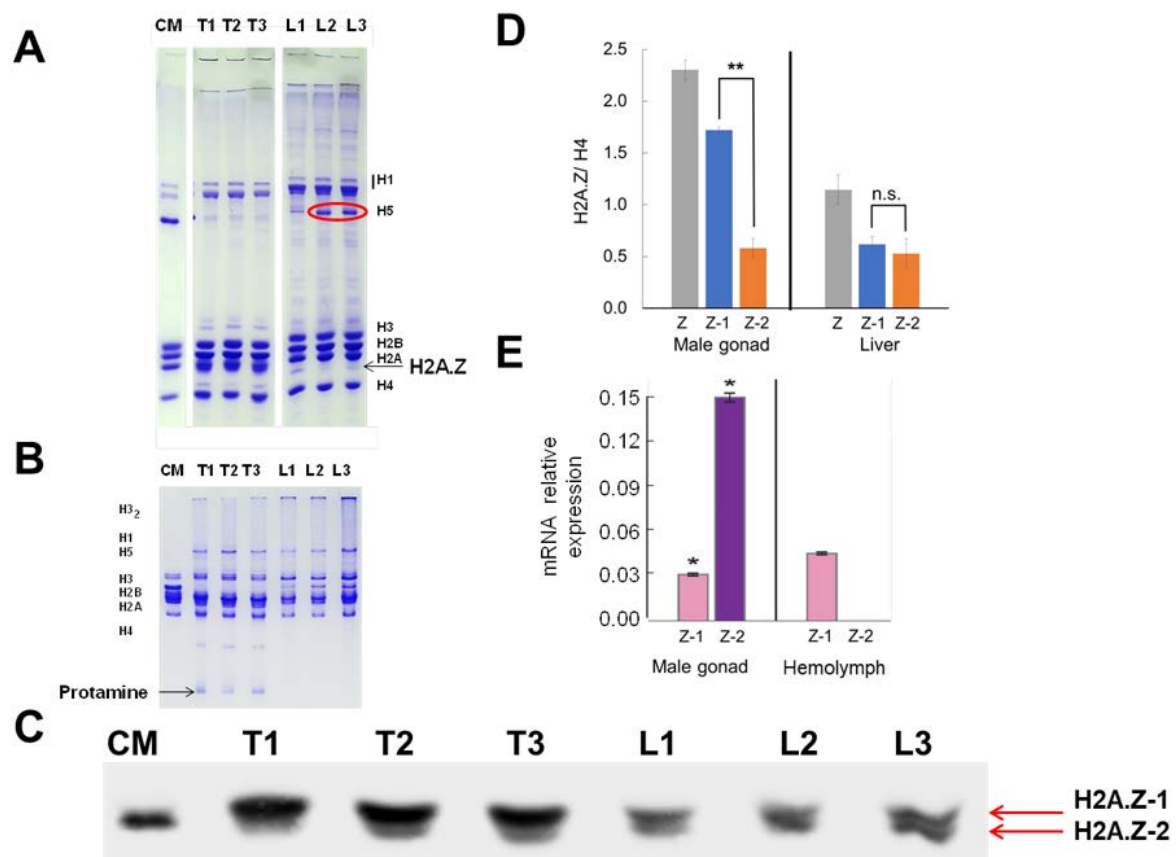 A
CM T1 T2 T3 L1 L2 L3
H1
H5
H3
H2B
H2A
H2A.Z
H4
B
CM T1 T2 T3 L1 L2 L3
H3₂
H1
H5
H3
H2B
H2A
H4
Protamine
C
CM T1 T2 T3 L1 L2 L3
H2A.Z-1
H2A.Z-2
D
H2A.Z/ H4
2.5
2.0
1.5
1.0
0.5
0.0
**
n.s.
Z Z-1 Z-2 Z Z-1 Z-2
Male gonad Liver
E
mRNA relative
expression
0.15
0.12
0.09
0.06
0.03
0.00
* *
Z-1 Z-2 Z-1 Z-2
Male gonad Hemolymph